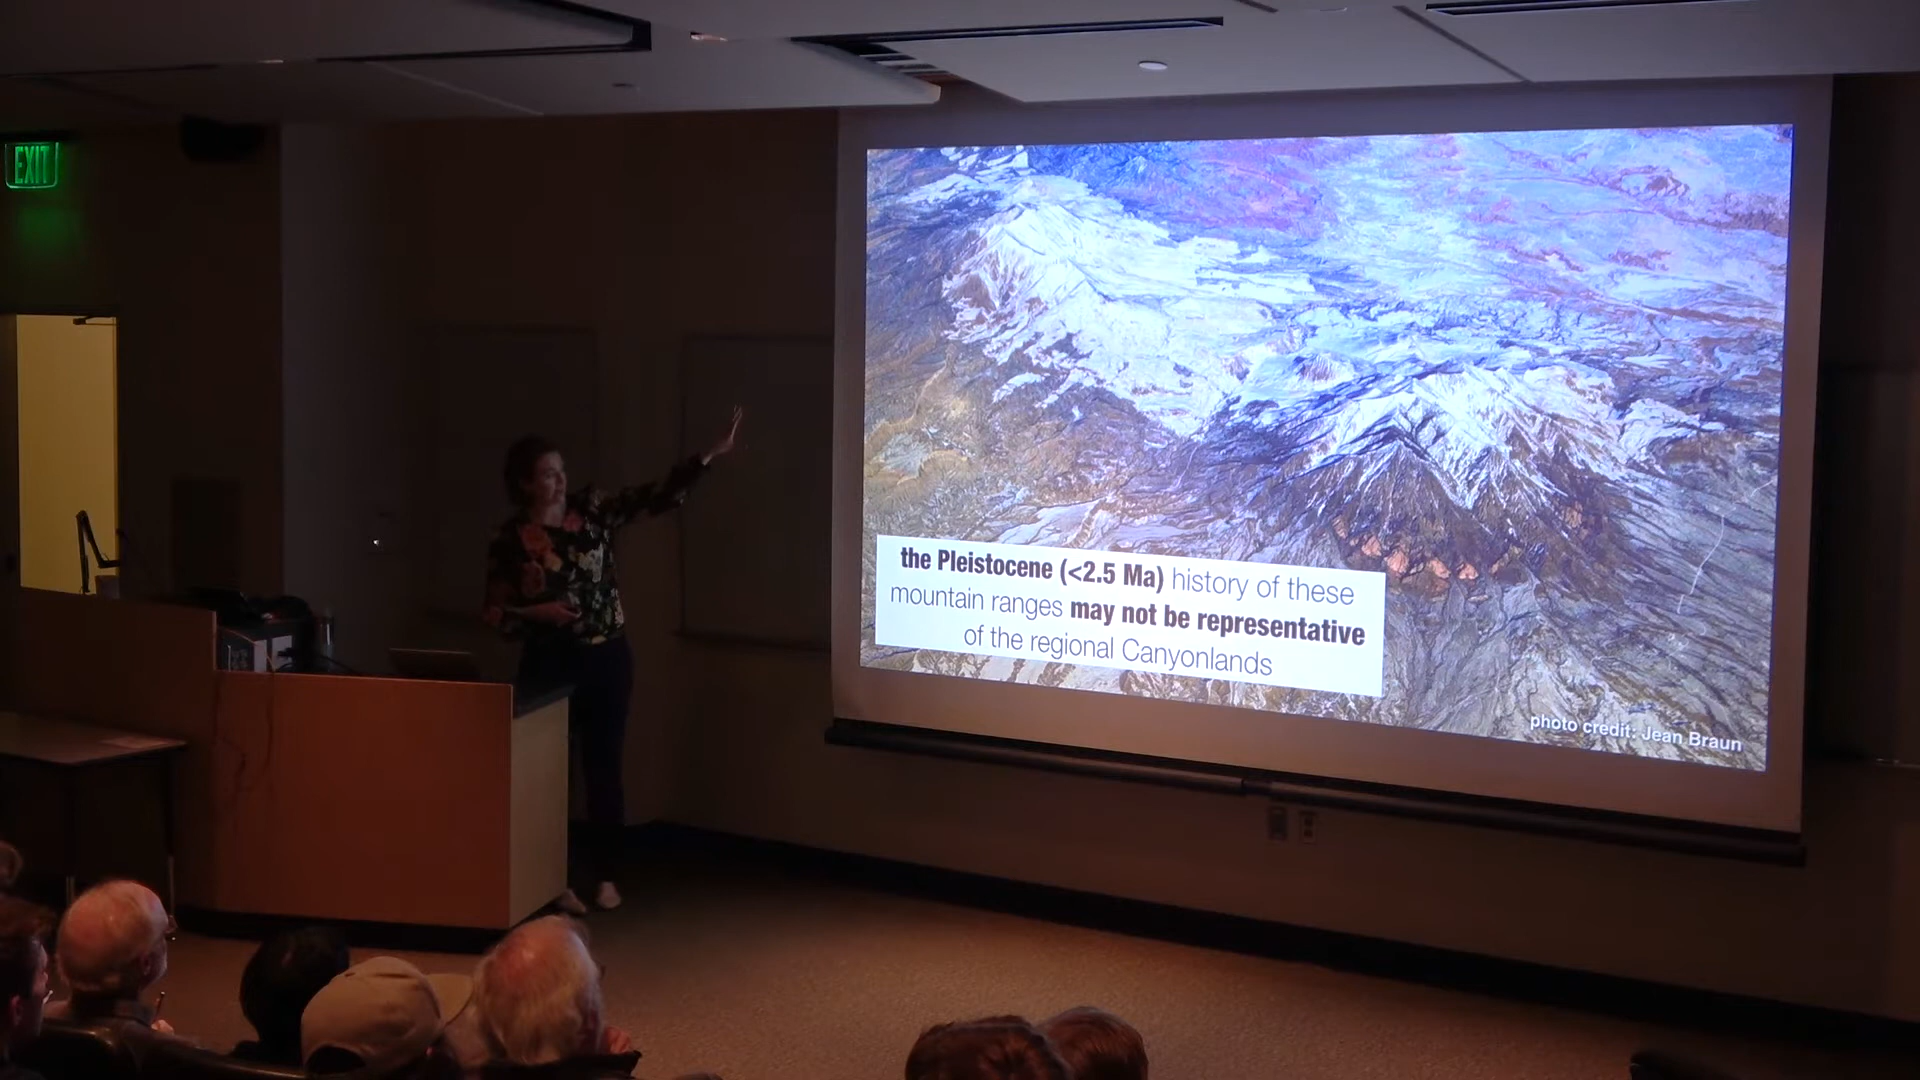 EXIT
the Pleistocene (<2.5 Ma) history of these
mountain ranges may not be representative
of the regional Canyonlands
photo credit: Jean Braun